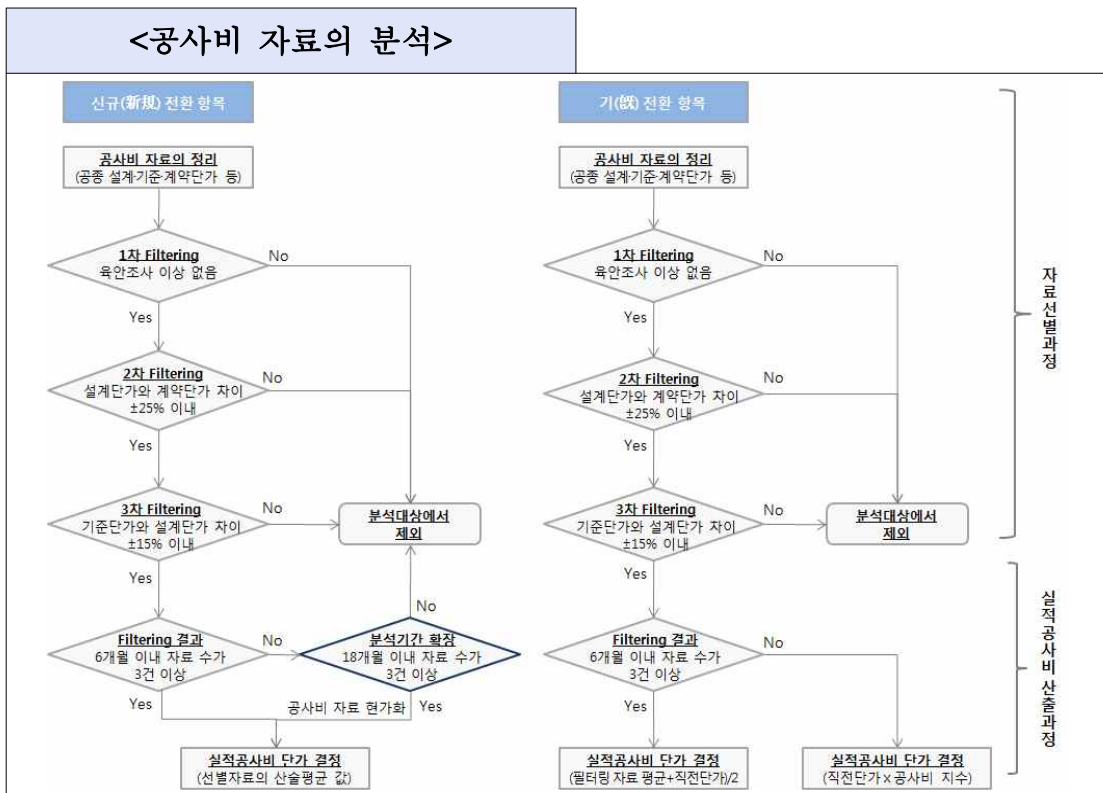 <공사비 자료의 분석>
신규(新規) 전환 항목
공사비 자료의 정리
(공종 설계·기준·계약단가 등)
1차 Filtering
육안조사 이상 없음
No
Yes
2차 Filtering
설계단가와 계약단가 차이
±25% 이내
No
Yes
3차 Filtering
기준단가와 설계단가 차이
±15% 이내
No
분석대상에서
제외
Yes
No
Filtering 결과
6개월 이내 자료 수가
3건 이상
No
분석기간 확장
18개월 이내 자료 수가
3건 이상
Yes
공사비 자료 현가화
Yes
실적공사비 단가 결정
(선별자료의 산술평균 값)
기(旣) 전환 항목
공사비 자료의 정리
(공종 설계·기준·계약단가 등)
1차 Filtering
육안조사 이상 없음
No
Yes
2차 Filtering
설계단가와 계약단가 차이
±25% 이내
No
Yes
3차 Filtering
기준단가와 설계단가 차이
±15% 이내
No
분석대상에서
제외
Yes
Filtering 결과
6개월 이내 자료 수가
3건 이상
No
Yes
실적공사비 단가 결정
(필터링 자료 평균+직전단가)/2
실적공사비 단가 결정
(직전단가 x 공사비 지수)
자료선별과정
실적공사비 산출과정